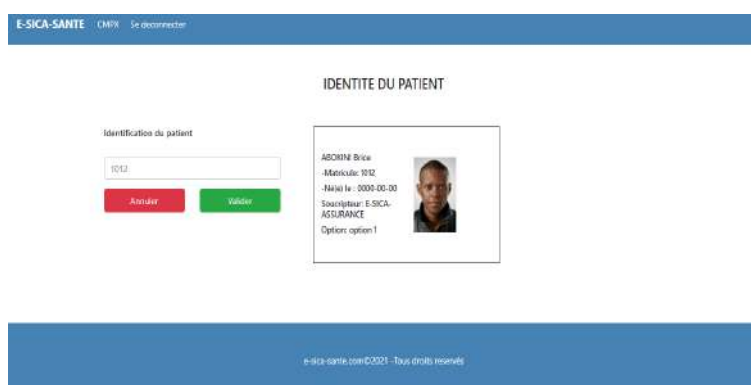 E-SICA-SANTE CMPX Se deconnecter
IDENTITE DU PATIENT
Identification du patient
1012
Annuler Valider
ABOKINI Brice
-Matricule: 1012
-Ne(e) le : 0000-00-00
Souscripteur: E-SICA-
ASSURANCE
Option: option 1
e-sica-sante.com©2021 -Tous droits reservés